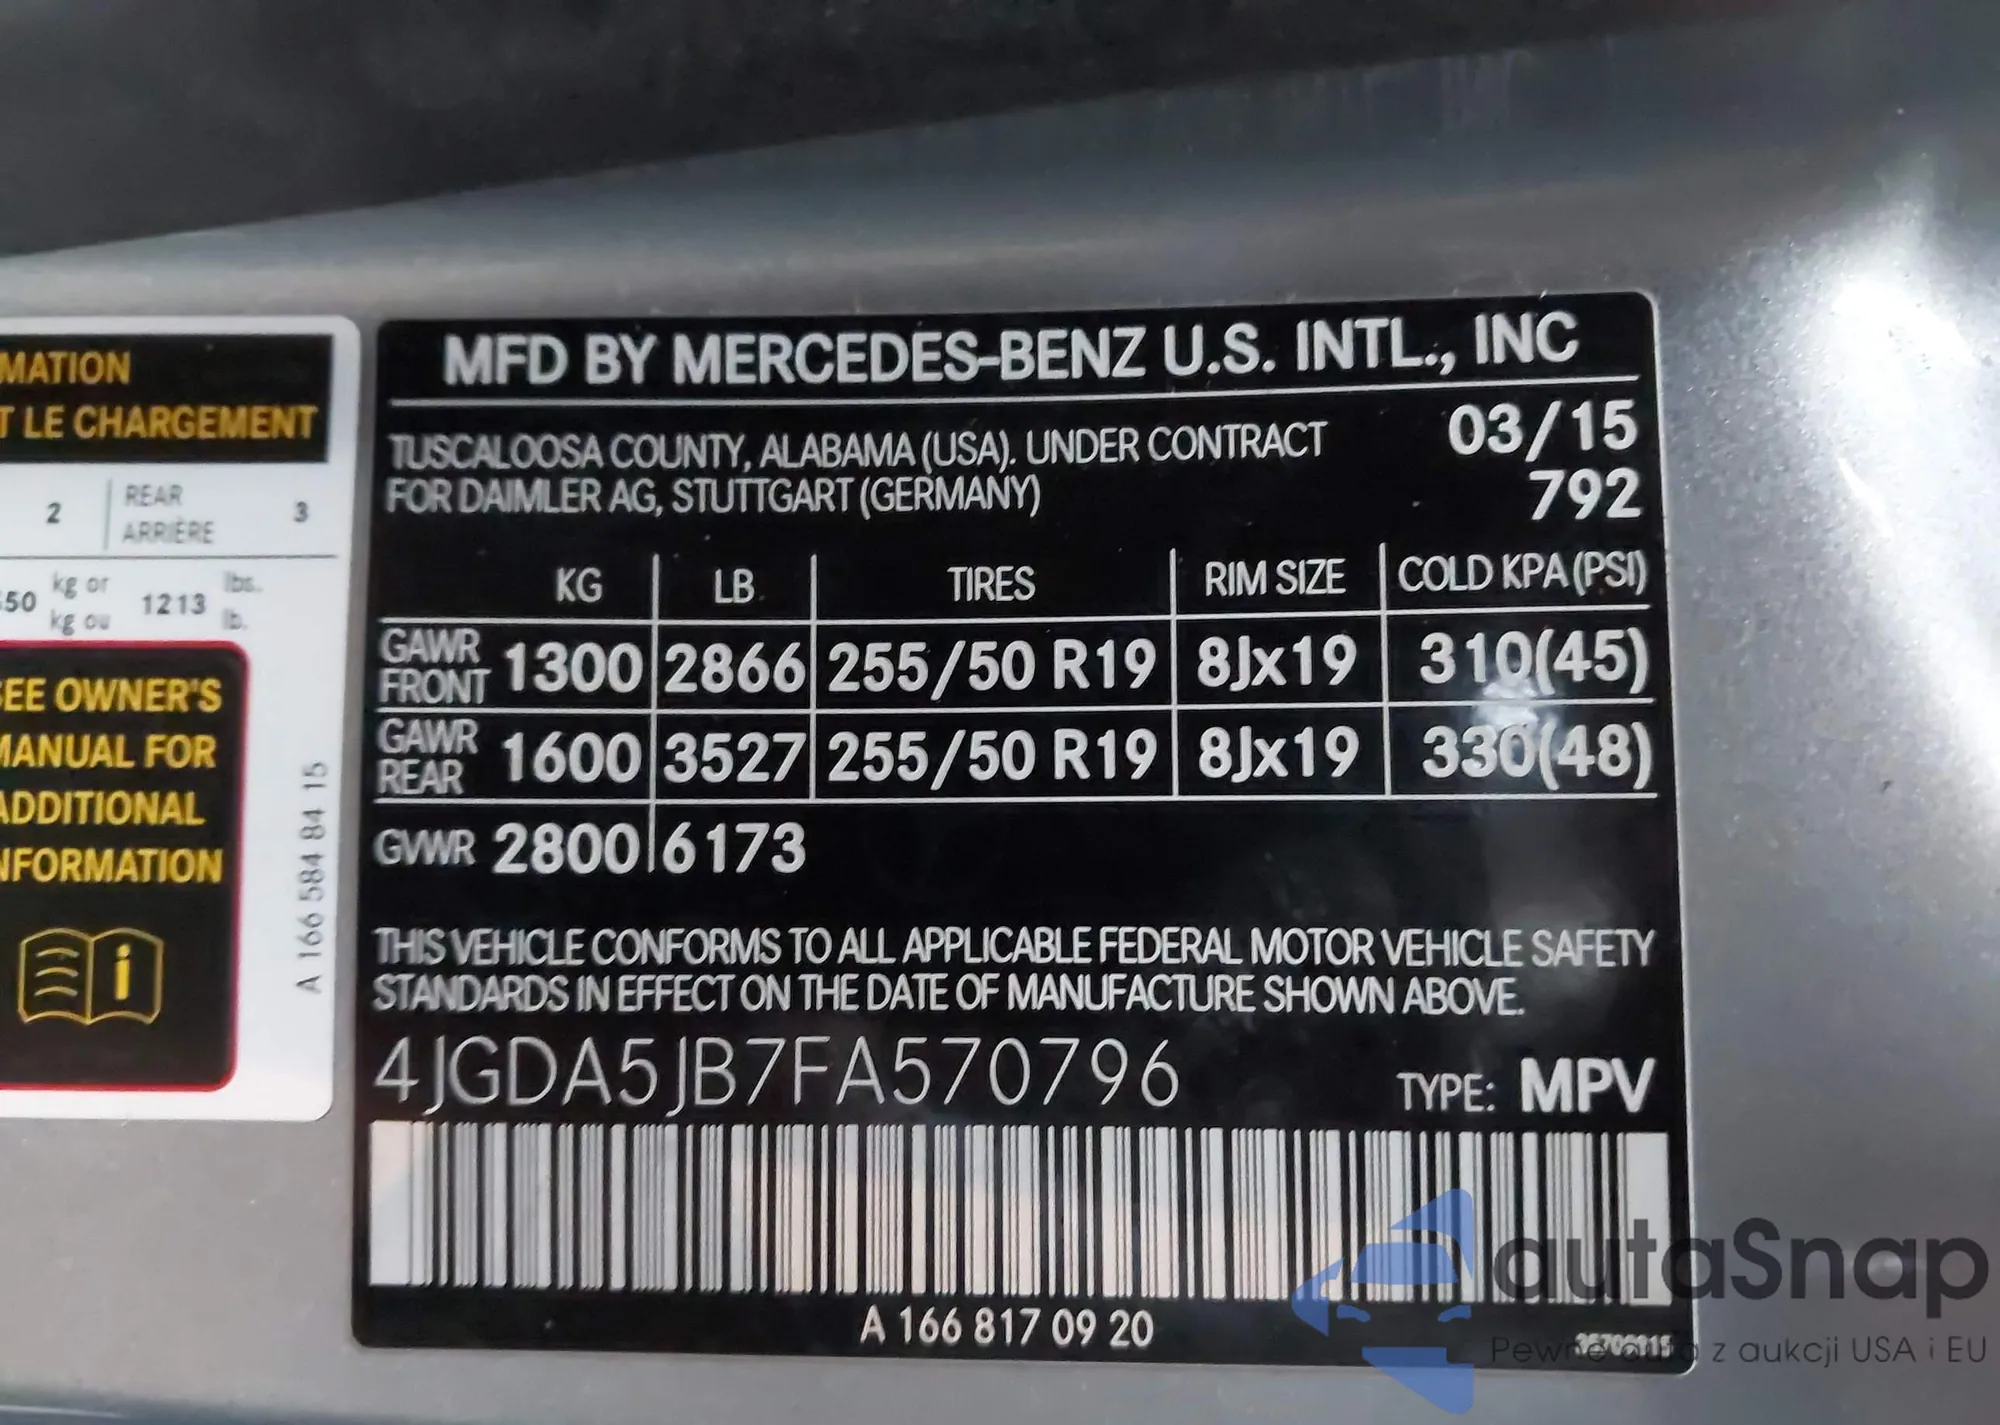 MATION
T LE CHARGEMENT
2 REAR 3
ARRIÈRE
50 kg or 1213 lbs.
kg ou lb.
SEE OWNER'S
MANUAL FOR
ADDITIONAL
INFORMATION
A 166 584 84 15
MFD BY MERCEDES-BENZ U.S. INTL., INC
TUSCALOOSA COUNTY, ALABAMA (USA). UNDER CONTRACT 03/15
FOR DAIMLER AG, STUTTGART (GERMANY) 792
KG LB TIRES RIM SIZE COLD KPA (PSI)
GAWR FRONT 1300 2866 255/50 R19 8Jx19 310(45)
GAWR REAR 1600 3527 255/50 R19 8Jx19 330(48)
GVWR 2800 6173
THIS VEHICLE CONFORMS TO ALL APPLICABLE FEDERAL MOTOR VEHICLE SAFETY
STANDARDS IN EFFECT ON THE DATE OF MANUFACTURE SHOWN ABOVE.
4JGDA5JB7FA570796 TYPE: MPV
A 166 817 09 20
autaSnap
Pewne auta z aukcji USA i EU